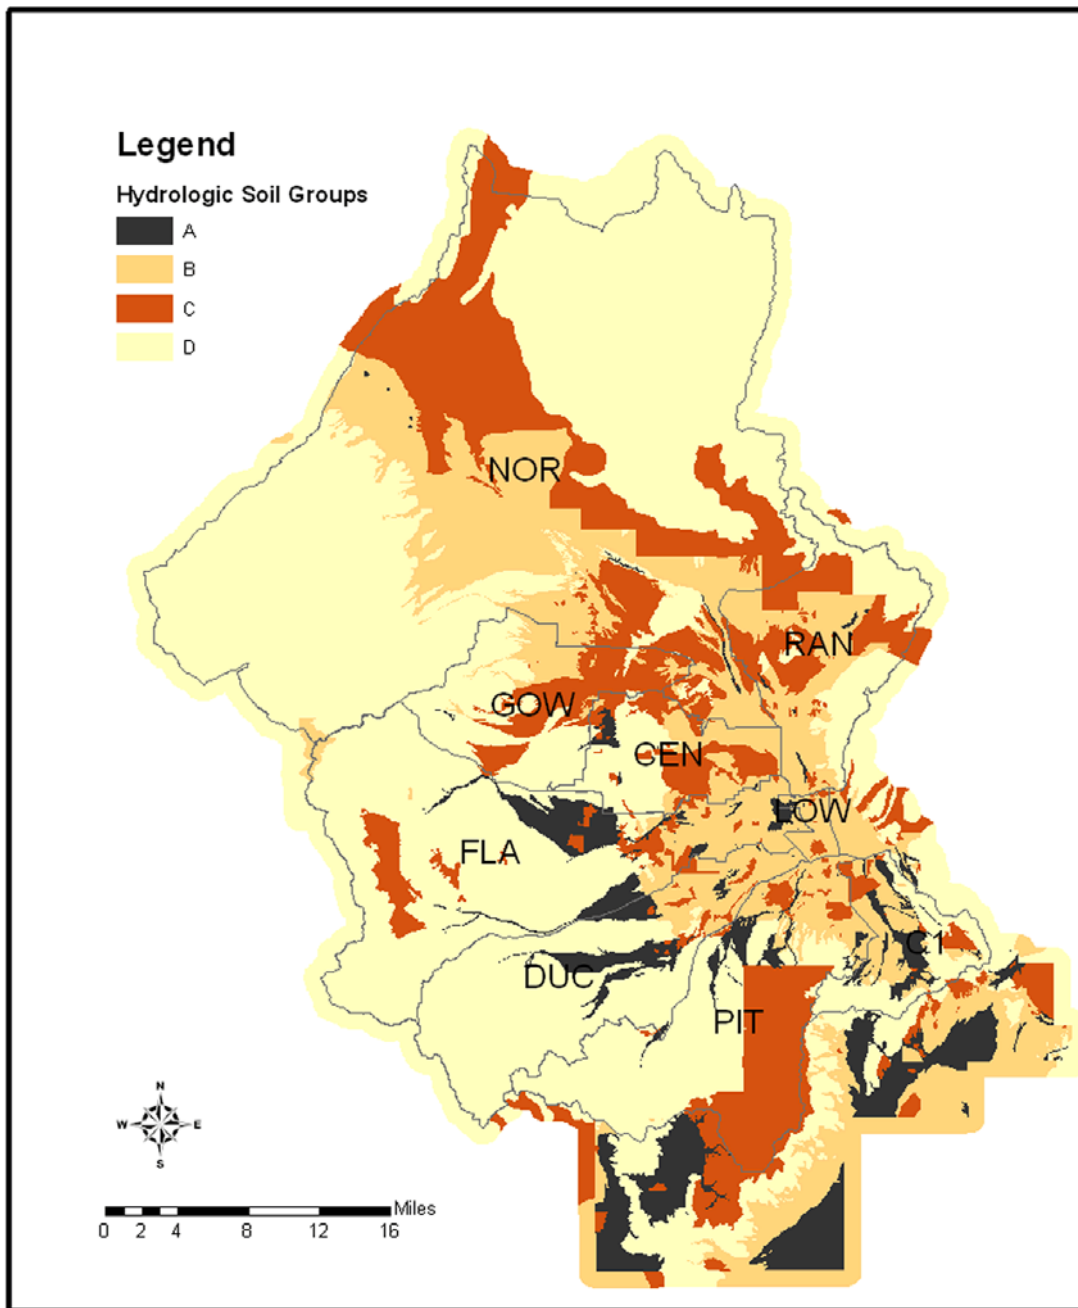 Legend
Hydrologic Soil Groups
A
B
C
D
NOR
RAN
GOW
CEN
LOW
FLA
C1
DUC
PIT
N
W E
S
Miles
0 2 4 8 12 16